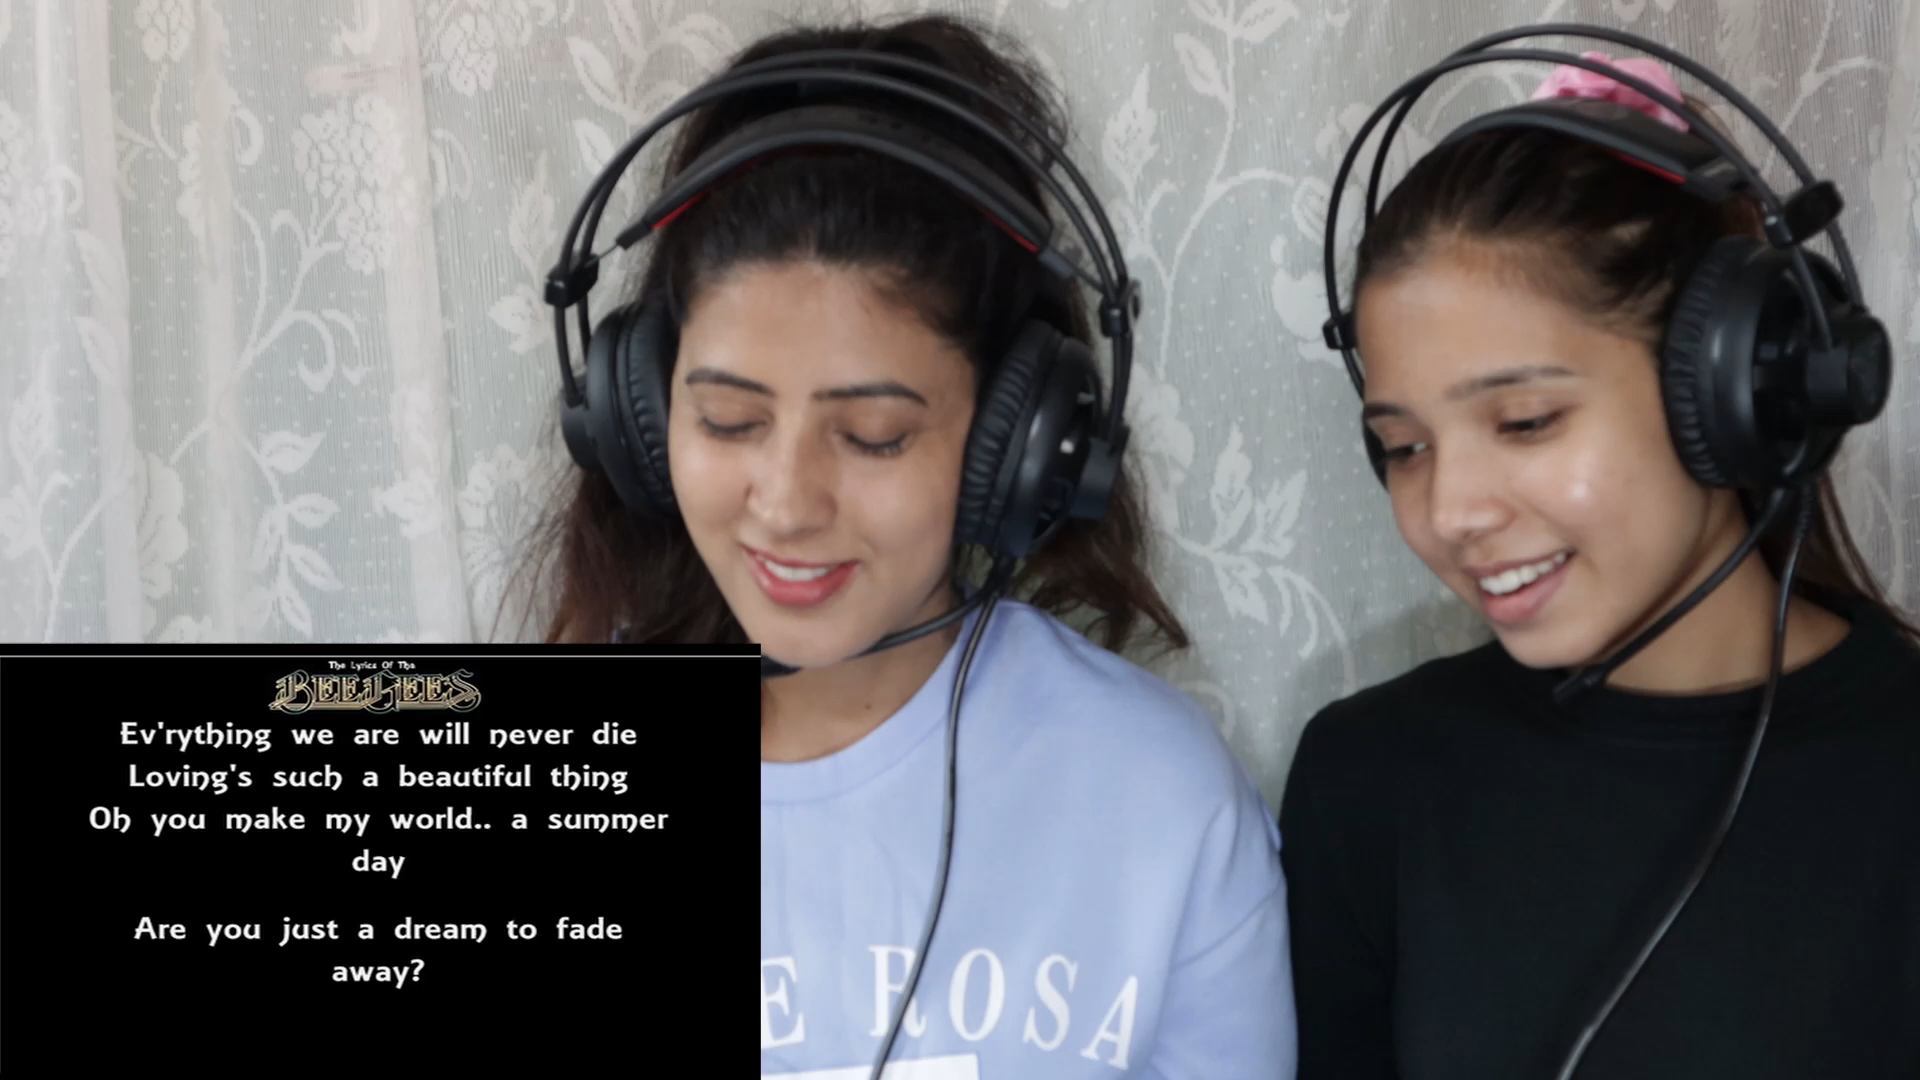 The Lyrics Of The
BEE GEES
Ev'rything we are will never die
Loving's such a beautiful thing
Oh you make my world.. a summer
day
Are you just a dream to fade
away?
E ROSA